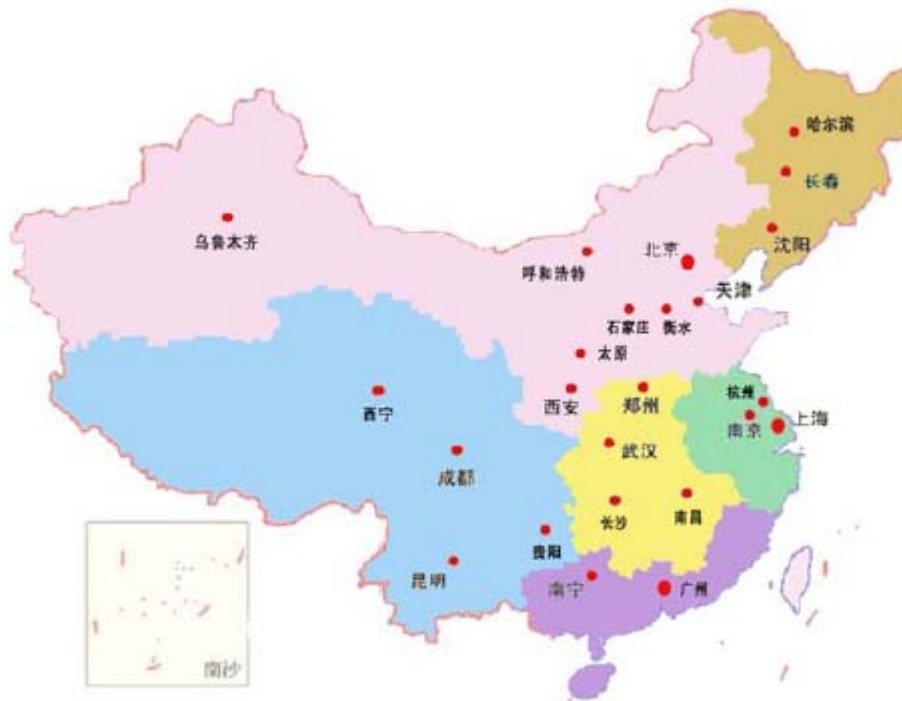 哈尔滨
长春
乌鲁木齐
沈阳
北京
呼和浩特
天津
石家庄
衡水
太原
杭州
西宁
西安
郑州
上海
南京
武汉
成都
长沙
南昌
贵阳
昆明
南宁
广州
南沙